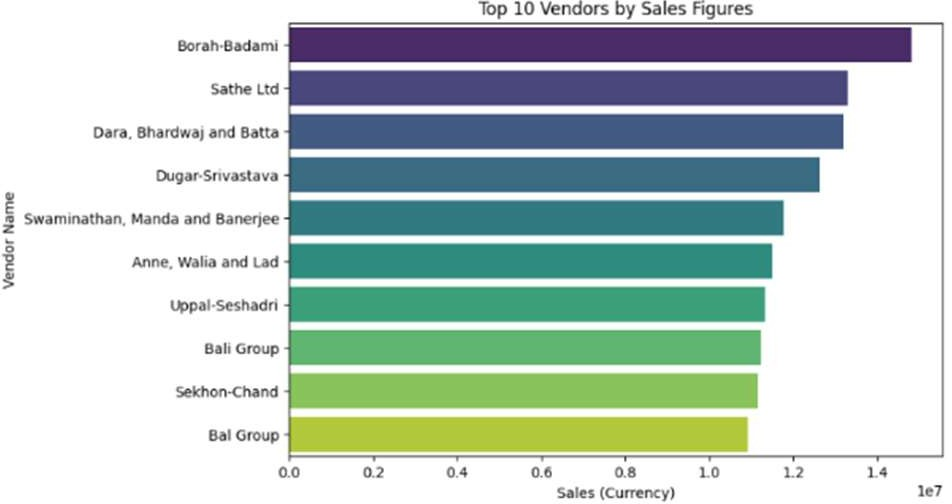 Top 10 Vendors by Sales Figures
Vendor Name
Borah-Badami
Sathe Ltd
Dara, Bhardwaj and Batta
Dugar-Srivastava
Swaminathan, Manda and Banerjee
Anne, Walia and Lad
Uppal-Seshadri
Bali Group
Sekhon-Chand
Bal Group
0.0 0.2 0.4 0.6 0.8 1.0 1.2 1.4
1e7
Sales (Currency)